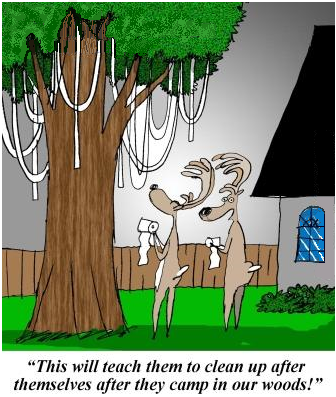 “This will teach them to clean up after
themselves after they camp in our woods!”